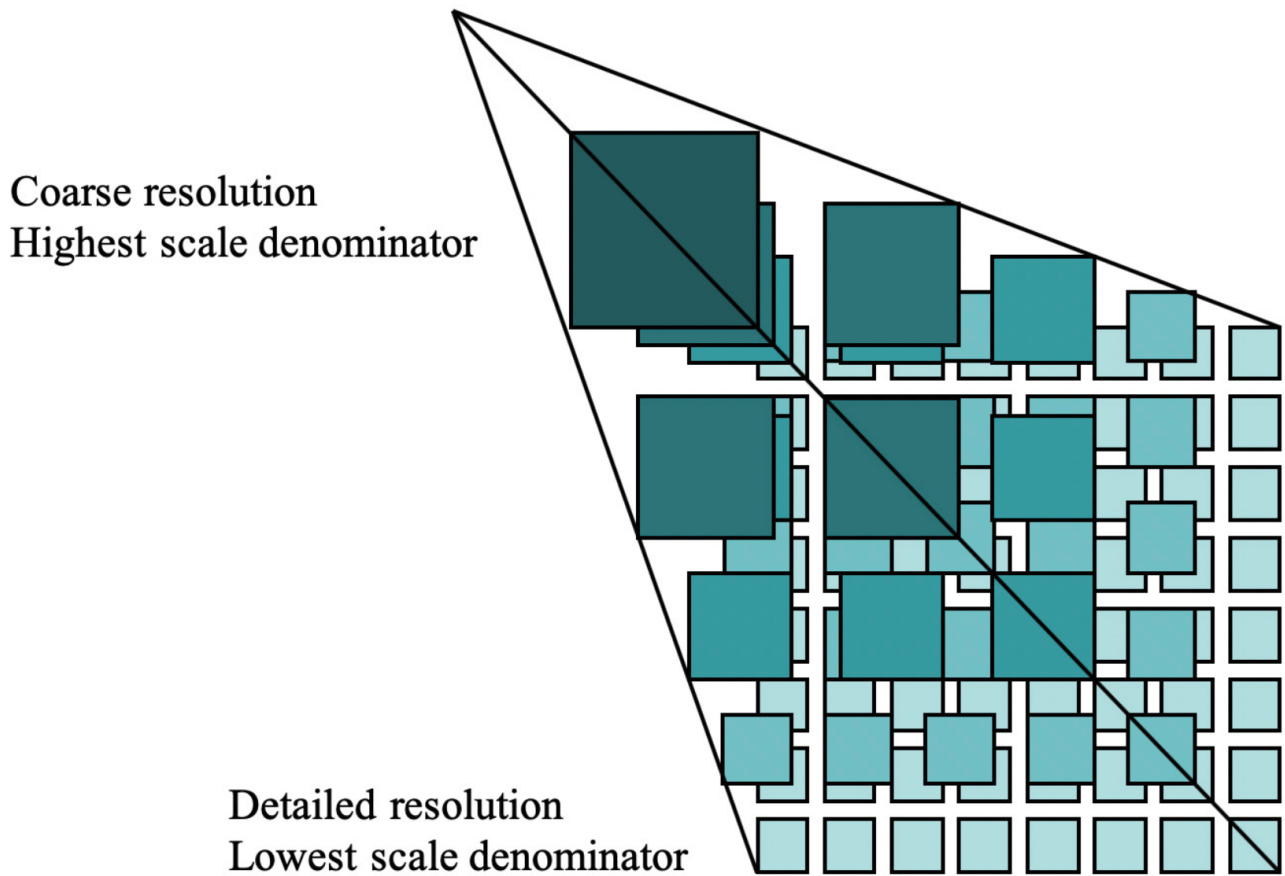 Coarse resolution
Highest scale denominator
Detailed resolution
Lowest scale denominator